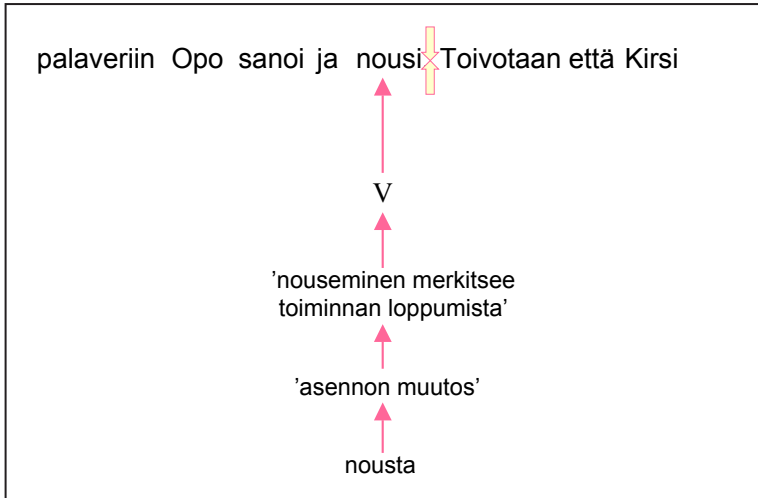 palaveriin Opo sanoi ja nousi Toivotaan että Kirsi
V
’nouseminen merkitsee
toiminnan loppumista’
’asennon muutos’
nousta